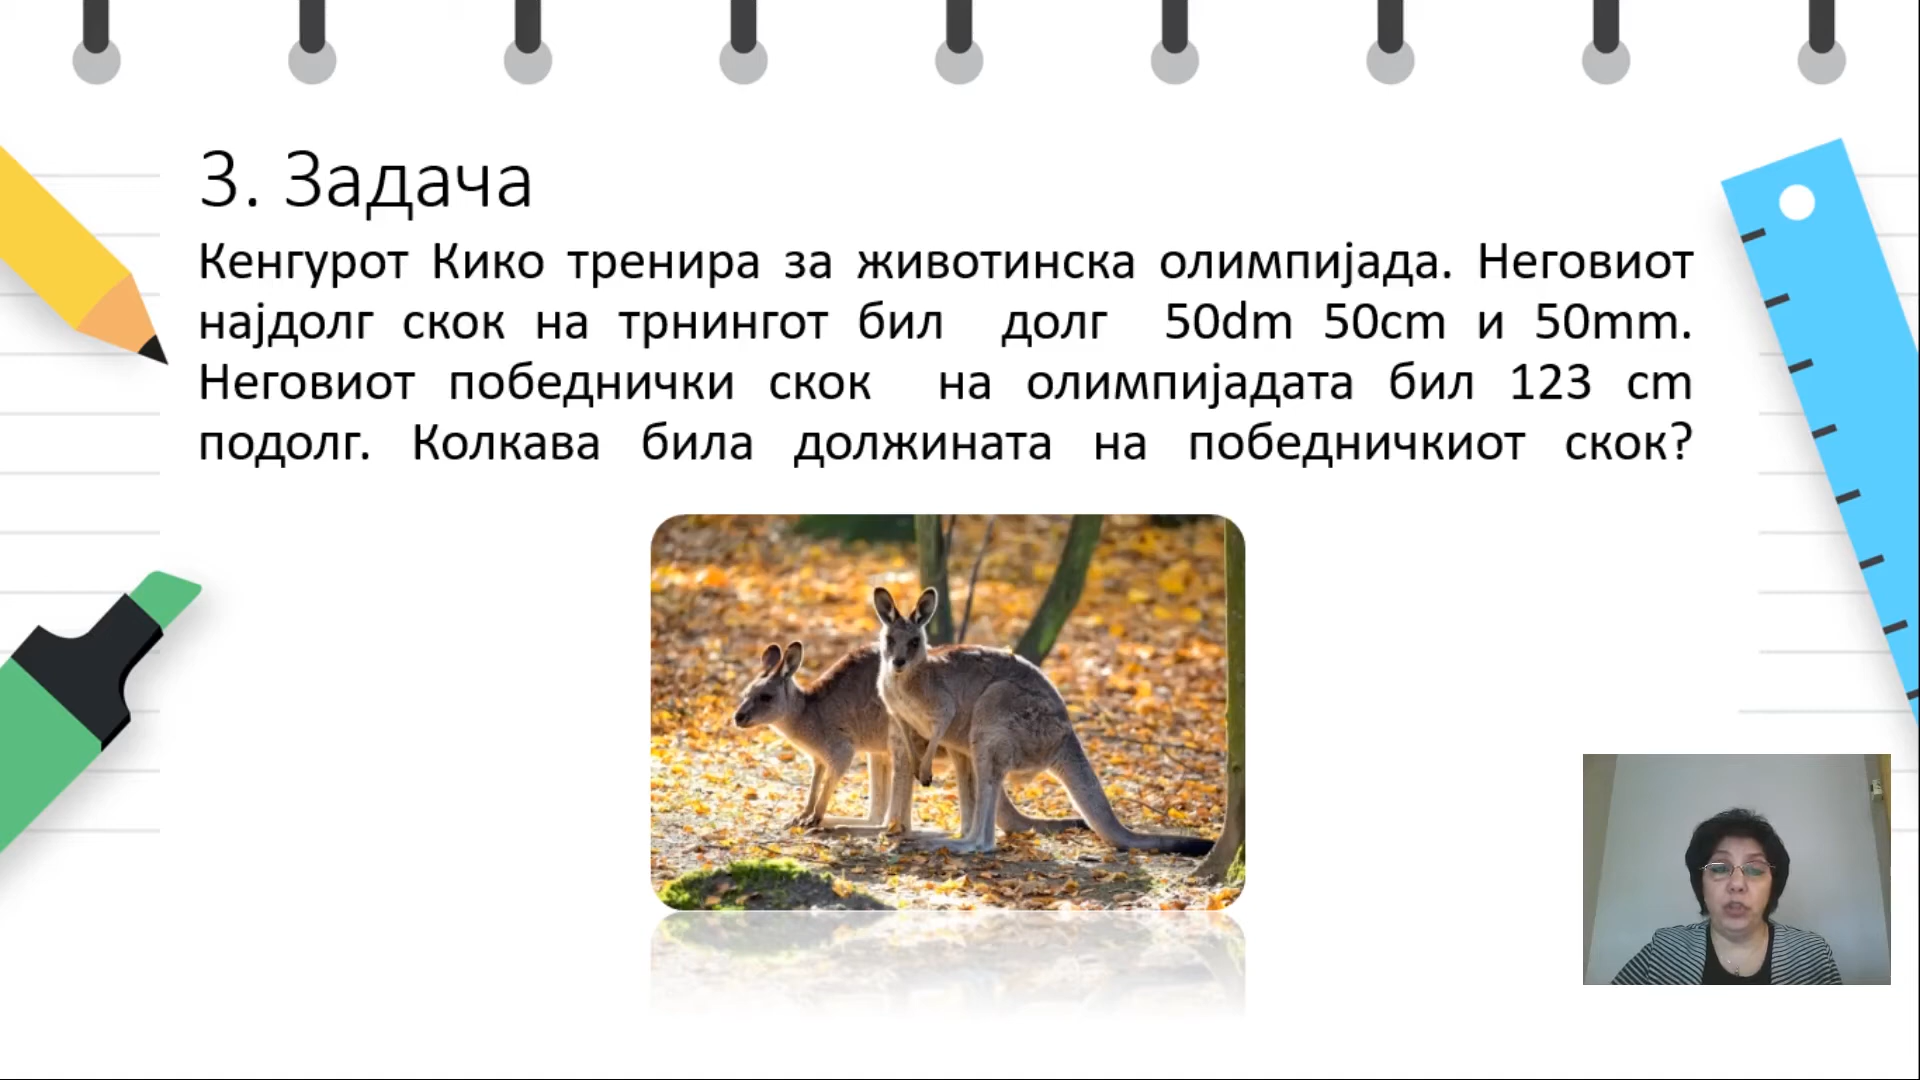 3. Задача
Кенгурот Кико тренира за животинска олимпијада. Неговиот
најдолг скок на трнингот бил долг 50dm 50cm и 50mm.
Неговиот победнички скок на олимпијадата бил 123 cm
подолг. Колкава била должината на победничкиот скок?